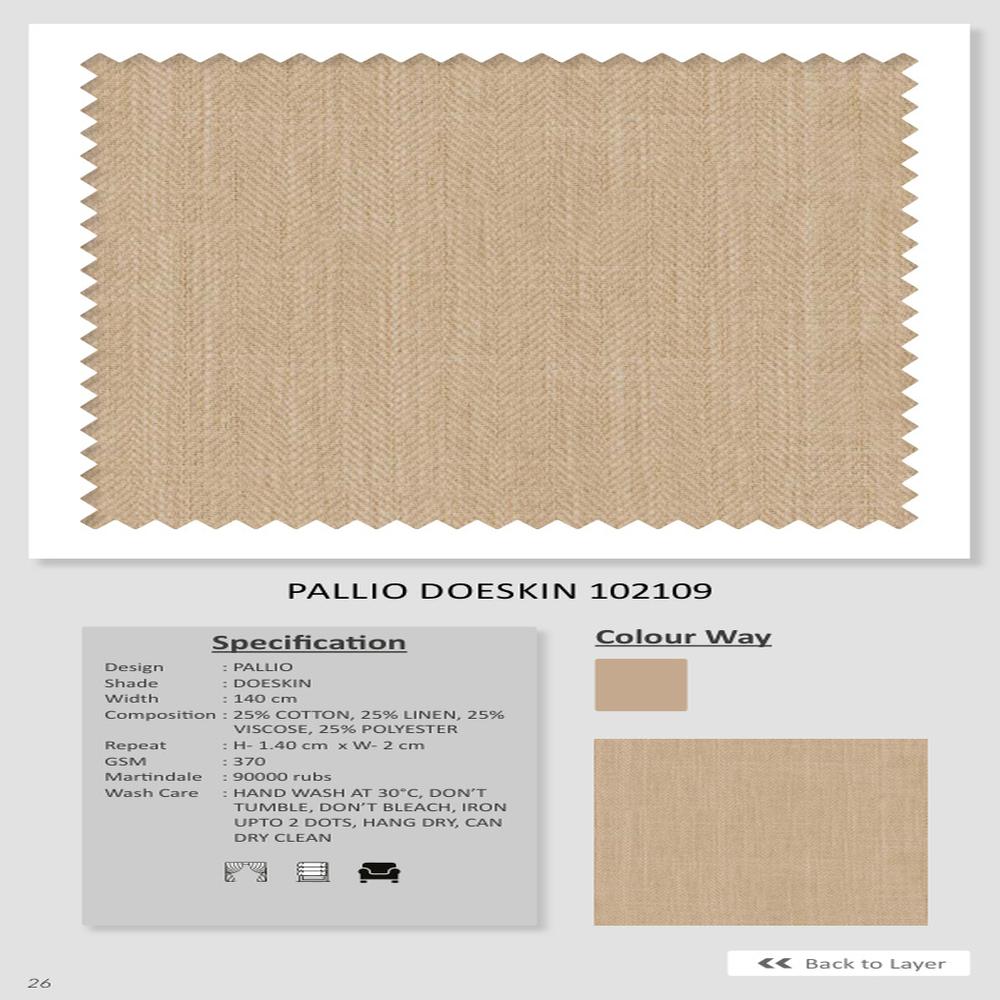 PALLIO DOESKIN 102109
Specification
Design : PALLIO
Shade : DOESKIN
Width : 140 cm
Composition : 25% COTTON, 25% LINEN, 25%
VISCOSE, 25% POLYESTER
Repeat : H- 1.40 cm x W- 2 cm
GSM : 370
Martindale : 90000 rubs
Wash Care : HAND WASH AT 30°C, DON'T
TUMBLE, DON'T BLEACH, IRON
UPTO 2 DOTS, HANG DRY, CAN
DRY CLEAN
Colour Way
Back to Layer
26